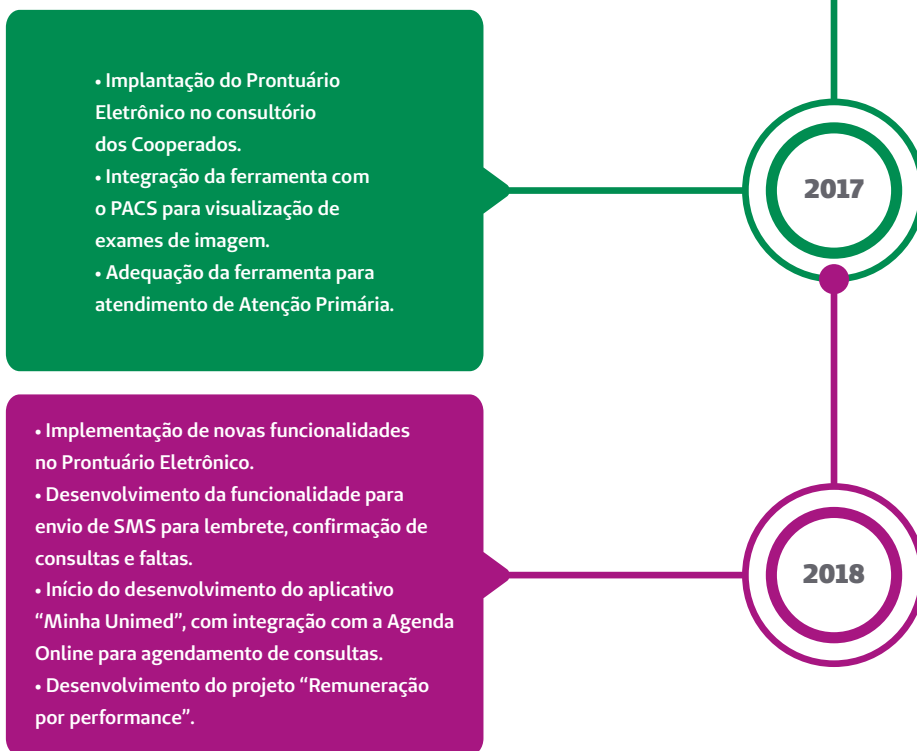 • Implantação do Prontuário
Eletrônico no consultório
dos Cooperados.
• Integração da ferramenta com
o PACS para visualização de
exames de imagem.
• Adequação da ferramenta para
atendimento de Atenção Primária.
2017
• Implementação de novas funcionalidades
no Prontuário Eletrônico.
• Desenvolvimento da funcionalidade para
envio de SMS para lembrete, confirmação de
consultas e faltas.
• Início do desenvolvimento do aplicativo
“Minha Unimed”, com integração com a Agenda
Online para agendamento de consultas.
• Desenvolvimento do projeto “Remuneração
por performance”.
2018